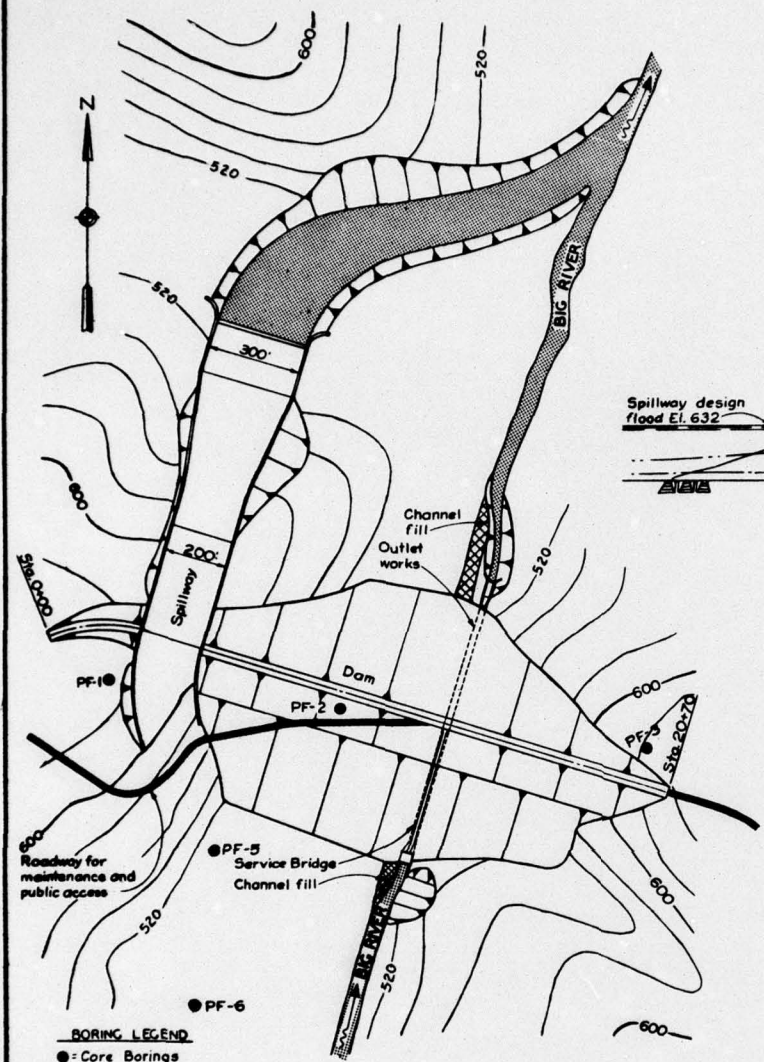 600
520
N
520
520
BIG RIVER
300'
Spillway design
flood El. 632
600
Channel
fill
Outlet
works
520
200'
Spillway
Sta. 0+00
Dam
600
PF-1
PF-2
PF-3
Sta. 20+70
600
PF-5
Service Bridge
Roadway for
maintenance and
public access
Channel fill
600
520
BIG RIVER
520
PF-6
600
BORING LEGEND
● = Core Borings